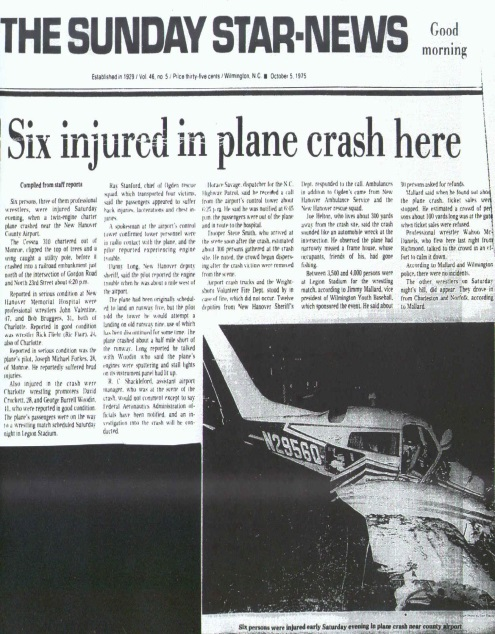 THE SUNDAY STAR-NEWS
Good
morning
Established in 1929 / Vol. 46, no. 5 / Price thirty-five cents / Wilmington, N.C. ■ October 5, 1975
Six injured in plane crash here
Compiled from staff reports
Six persons, three of them professional
wrestlers, were injured Saturday
evening, when a twin-engine charter
plane crashed near the New Hanover
County Airport.
The Cessna 310 chartered out of
Monroe, clipped the top of trees and a
wing caught a utility pole, before it
crashed into a railroad embankment just
north of the intersection of Gordon Road
and North 23rd Street about 6:20 p.m.
Reported in serious condition at New
Hanover Memorial Hospital were
professional wrestlers John Valentine,
47, and Bob Bruggers, 31, both of
Charlotte. Reported in good condition
was wrestler Rick
also of Charlotte.
Reported in serious condition was the
plane's pilot, Joseph Michael Farkas, 28,
of Monroe. He reportedly suffered head
injuries.
Also injured in the crash were
Charlotte wrestling promoters David
Crockett, 28, and George Burrell Woodin,
41, who were reported in good condition.
The plane's passengers were on the way
to a wrestling match scheduled Saturday
night in Legion Stadium.
Ray Stanford, chief of Ogden rescue
squad, which transported four victims,
said the passengers appeared to suffer
back injuries, lacerations and chest in-
juries.
A spokesman at the airport's control
tower confirmed tower personnel were
in radio contact with the plane, and the
pilot reported experiencing engine
trouble.
Danny Long, New Hanover deputy
sheriff, said the pilot reported the engine
trouble when he was about a mile west of
the airport.
The plane had been originally schedul-
ed to land on runway five, but the pilot
told the tower he would attempt a
landing on old runway nine, use of which
has been discontinued for some time. The
plane crashed about a half mile short of
the runway. Long reported he talked
with Woodin who said the plane's
engines were sputtering and stall lights
on its instrument panel had lit up.
R. C. Shackleford, assistant airport
manager, who was at the scene of the
crash, would not comment except to say
Federal Aeronautics Administration of-
ficials have been notified, and an in-
vestigation into the crash will be con-
ducted.
Horace Savage, dispatcher for the N.C.
Highway Patrol, said he received a call
from the airport's control tower about
6:25 p.m. He said he was notified at 6:45
p.m. the passengers were out of the plane
and en route to the hospital.
Trooper Steve Smith, who arrived at
the scene soon after the crash, estimated
about 100 persons gathered at the crash
site. He noted, the crowd began dispers-
ing after the crash victims were removed
from the scene.
Airport crash trucks and the Wrights-
boro Volunteer Fire Dept. stood by in
case of fire, which did not occur. Twelve
deputies from New Hanover Sheriff's
Dept. responded to the call. Ambulances
in addition to Ogden's came from New
Hanover Ambulance Service and the
New Hanover rescue squad.
Joe Before, who lives about 300 yards
away from the crash site, said the crash
sounded like an automobile wreck at the
intersection. He observed the plane had
narrowly missed a frame house, whose
occupants, friends of his, had gone
fishing.
Between 3,500 and 4,000 persons were
at Legion Stadium for the wrestling
match, according to Jimmy Mallard, vice
president of Wilmington Youth Baseball,
which sponsored the event. He said about
persons asked for refunds.
Mallard said when he found out about
the plane crash, ticket sales were
stopped. He estimated a crowd of per-
sons about 100 yards long was at the gate
when ticket sales were refused.
Professional wrestler Wahoo Mc-
Daniels, who flew here last night from
Richmond, talked to the crowd in an ef-
fort to calm it down.
According to Mallard and Wilmington
police, there were no incidents.
The other wrestlers on Saturday
night's bill, did appear. They drove in
from Charleston and Norfolk, according
to Mallard.
N29560
Six persons were injured early Saturday evening in plane crash near county airport